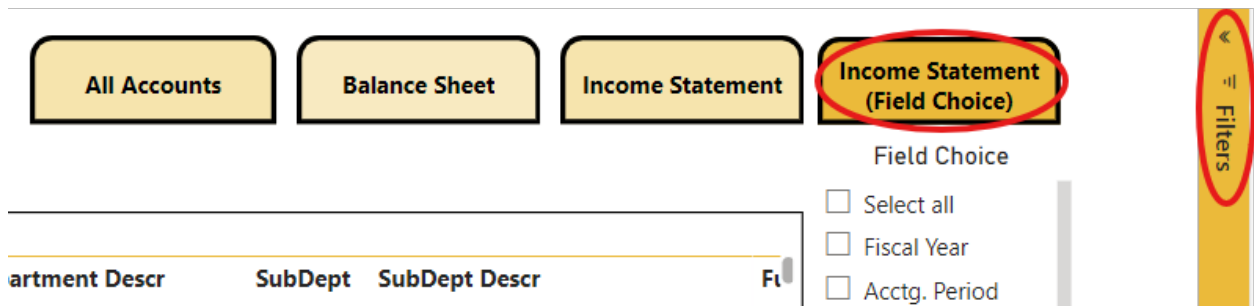 All Accounts
Balance Sheet
Income Statement
Income Statement
(Field Choice)
Filters
Field Choice
Select all
Fiscal Year
Acctg. Period
SubDept
SubDept Descr
Descr